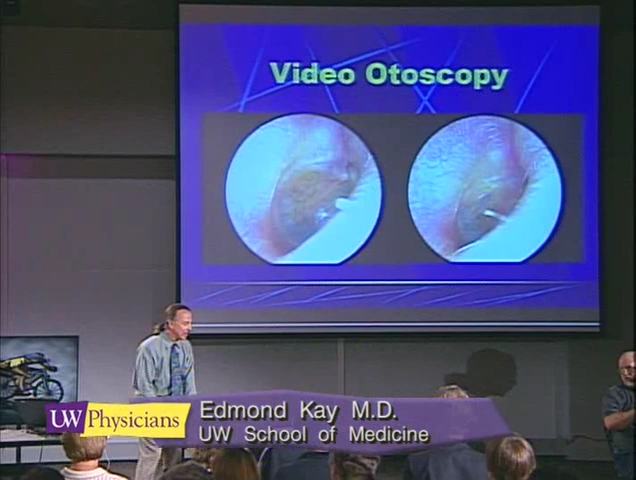 Video Otoscopy
UW Physicians
Edmond Kay M.D.
UW School of Medicine